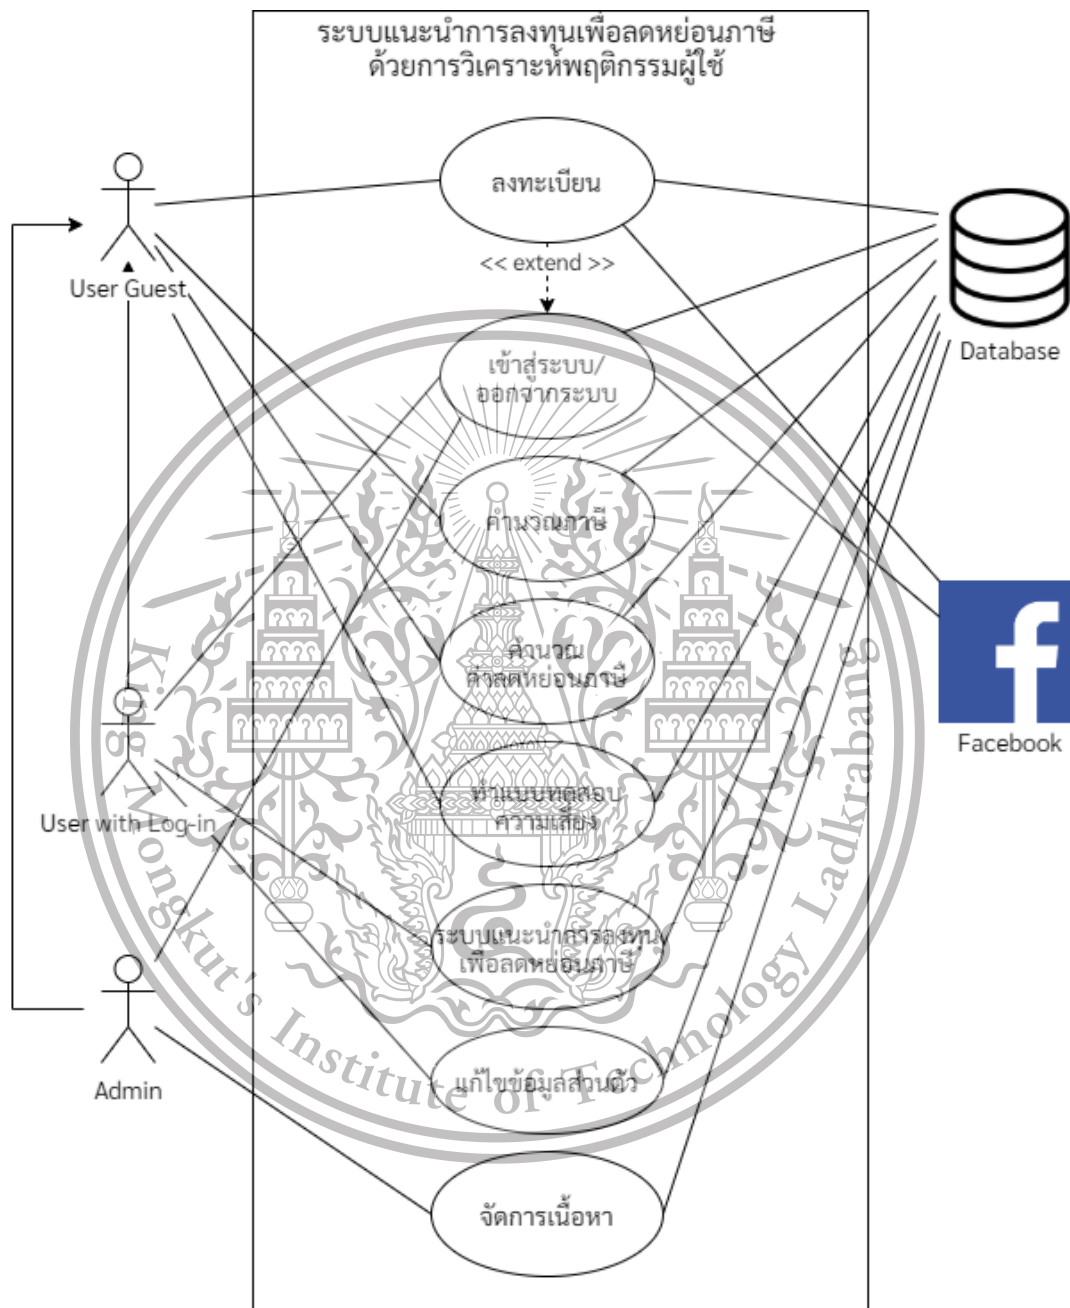 ระบบแนะนำการลงทุนเพื่อลดหย่อนภาษี
ด้วยการวิเคราะห์พฤติกรรมผู้ใช้
ลงทะเบียน
<< extend >>
User Guest
เข้าสู่ระบบ/
ออกจากระบบ
Database
คำนวณภาษี
คำนวณ
ค่าลดหย่อนภาษี
Facebook
ทำแบบทดสอบ
ความเสี่ยง
User with Log-in
ระบบแนะนำการลงทุน
เพื่อลดหย่อนภาษี
แก้ไขข้อมูลส่วนตัว
Admin
จัดการเนื้อหา
King Mongkut's Institute of Technology Ladkrabang